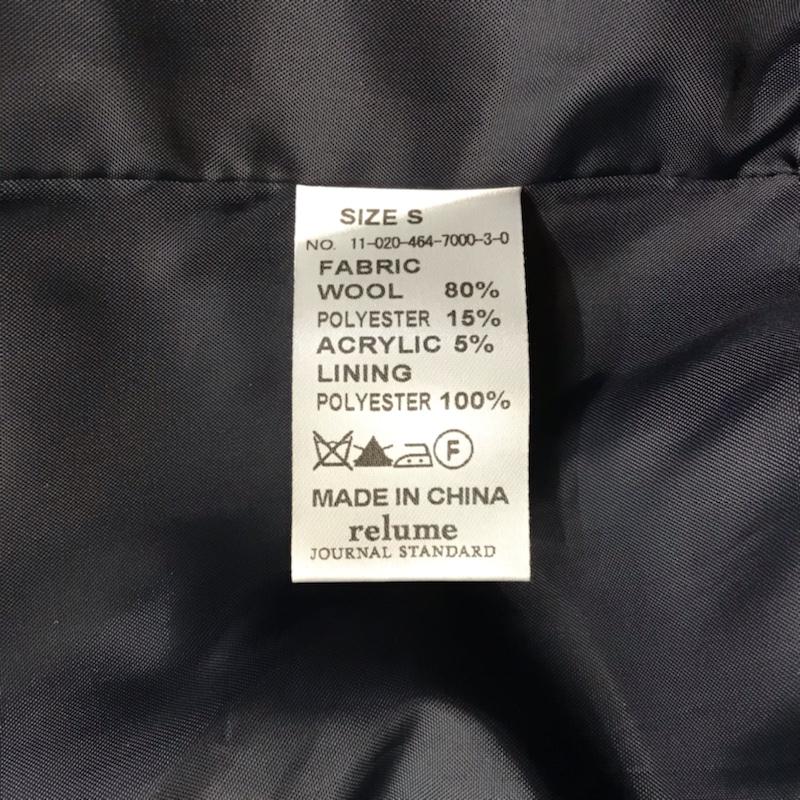 SIZE S
NO. 11-020-464-7000-3-0
FABRIC
WOOL 80%
POLYESTER 15%
ACRYLIC 5%
LINING
POLYESTER 100%
F
MADE IN CHINA
relume
JOURNAL STANDARD